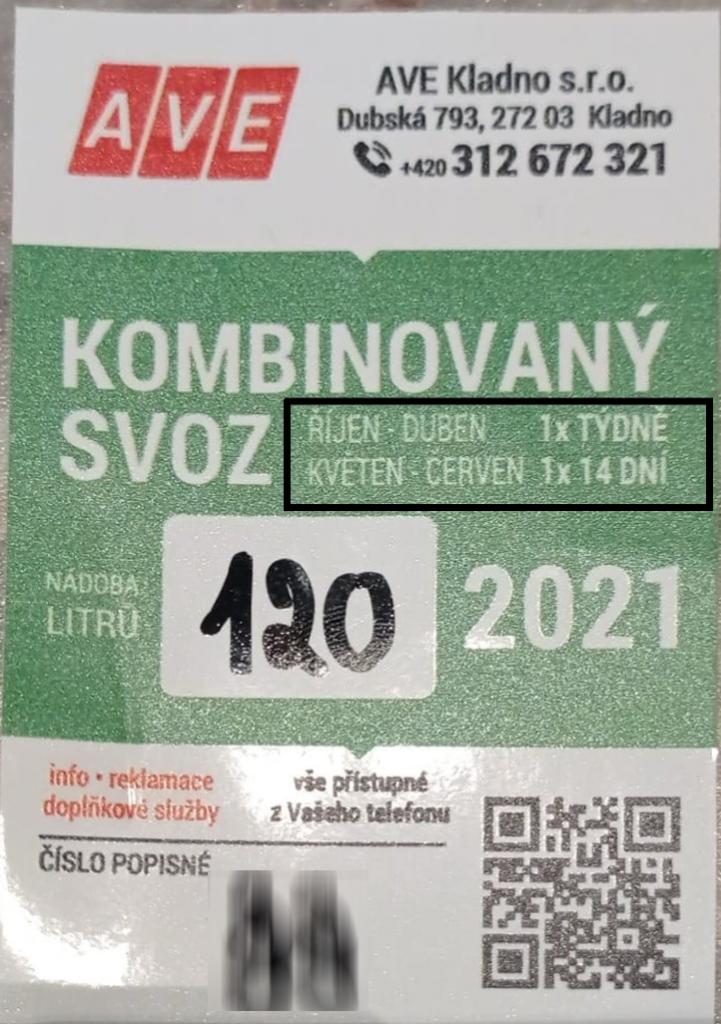 AVE
AVE Kladno s.r.o.
Dubská 793, 272 03 Kladno
+420 312 672 321
KOMBINOVANÝ
SVOZ
ŘÍJEN - DUBEN 1x TÝDNĚ
KVĚTEN - ČERVEN 1x 14 DNÍ
NÁDOBA
LITRŮ
120
2021
info • reklamace
doplňkové služby
vše přístupné
z Vašeho telefonu
ČÍSLO POPISNÉ